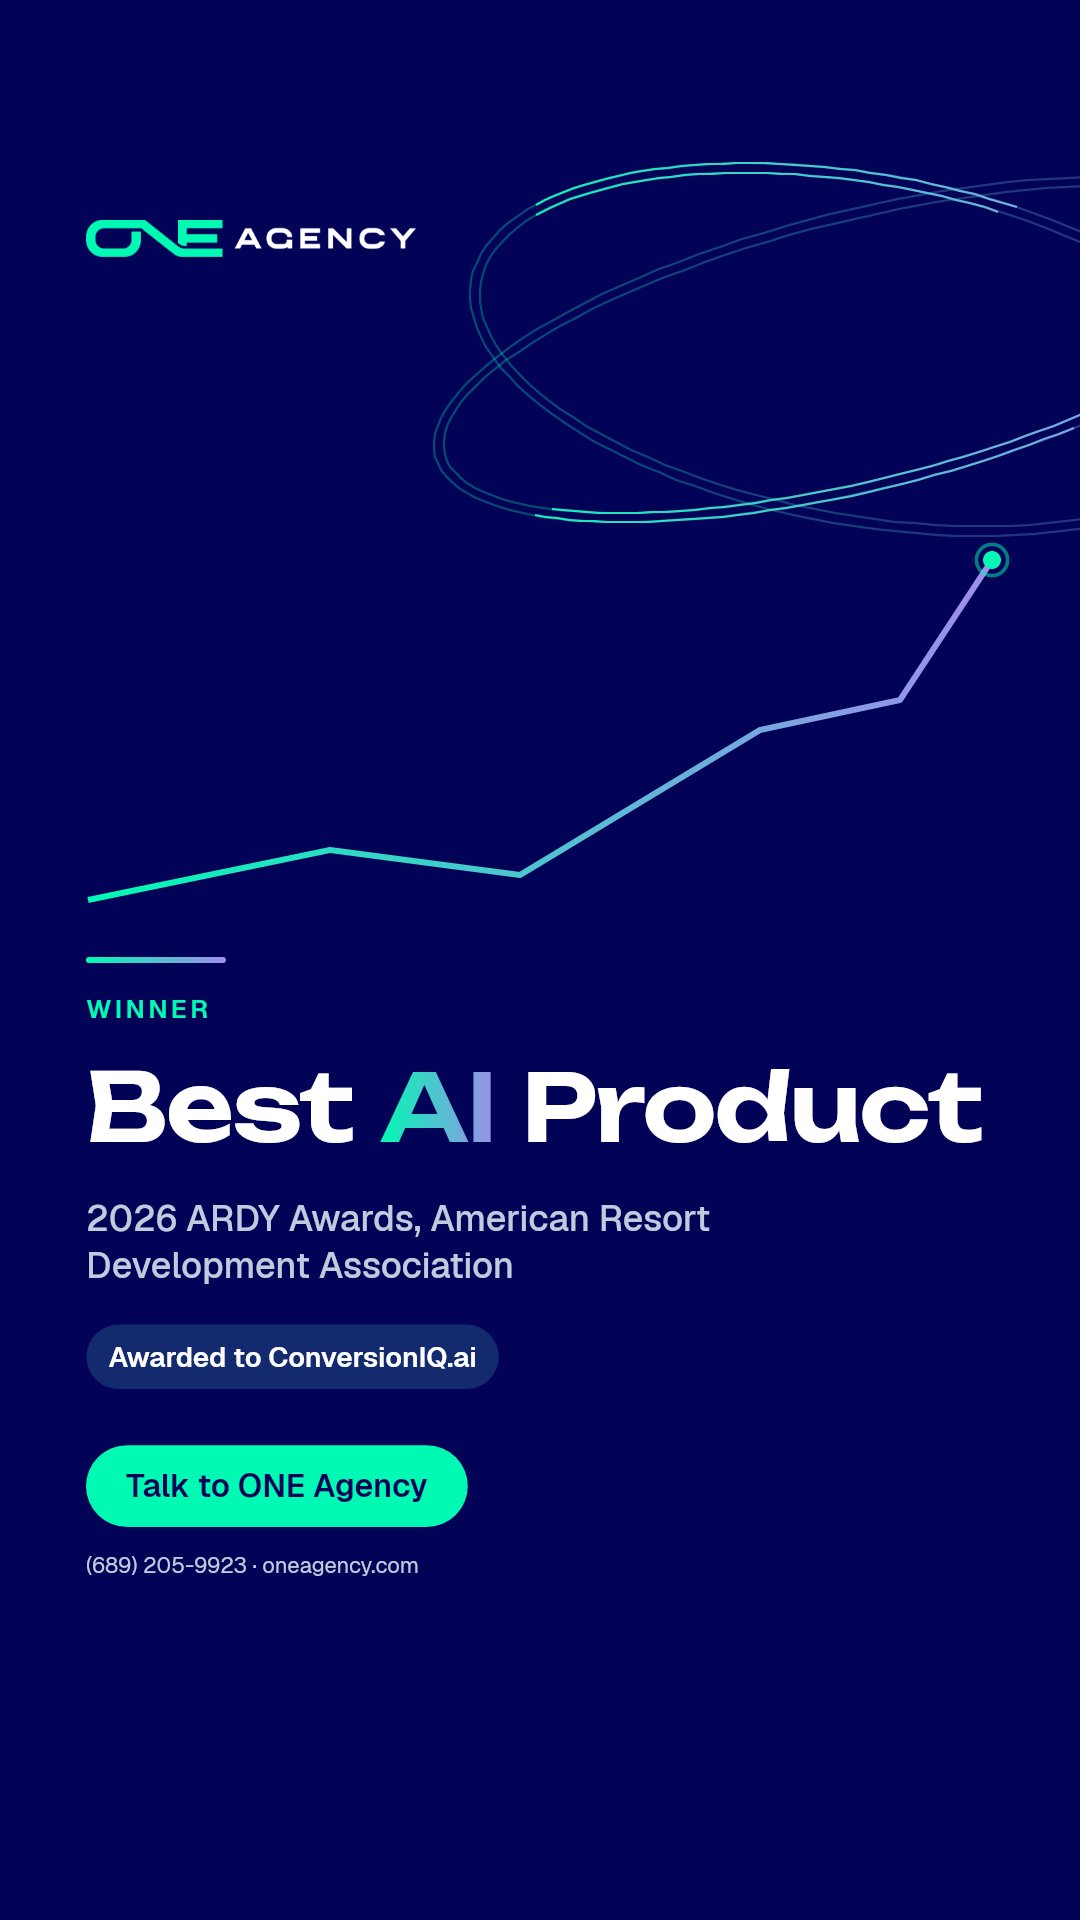 ONE AGENCY
WINNER
Best AI Product
2026 ARDY Awards, American Resort
Development Association
Awarded to ConversionIQ.ai
Talk to ONE Agency
(689) 205-9923 · oneagency.com